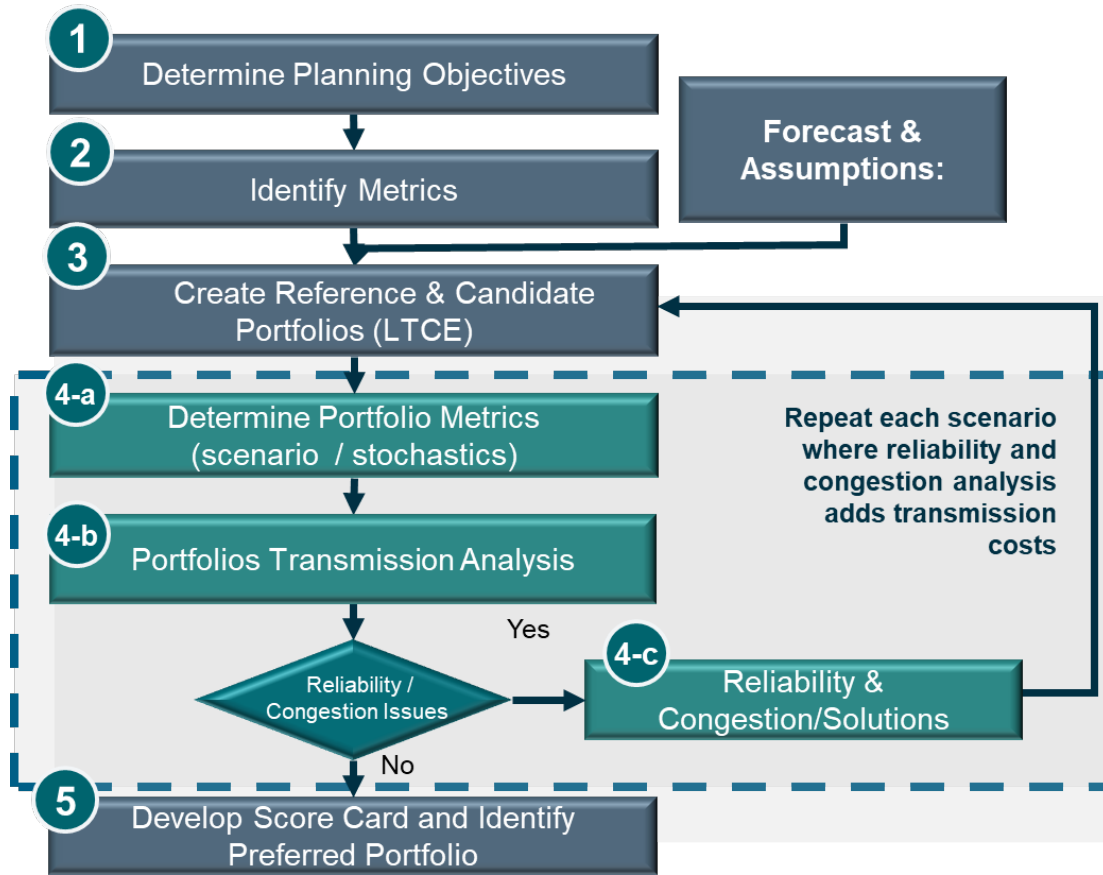 1
Determine Planning Objectives
2
Identify Metrics
Forecast &
Assumptions:
3
Create Reference & Candidate
Portfolios (LTCE)
4-a
Determine Portfolio Metrics
(scenario / stochastics)
Repeat each scenario
where reliability and
congestion analysis
adds transmission
costs
4-b
Portfolios Transmission Analysis
Reliability /
Congestion Issues
Yes
4-c
Reliability &
Congestion/Solutions
No
5
Develop Score Card and Identify
Preferred Portfolio